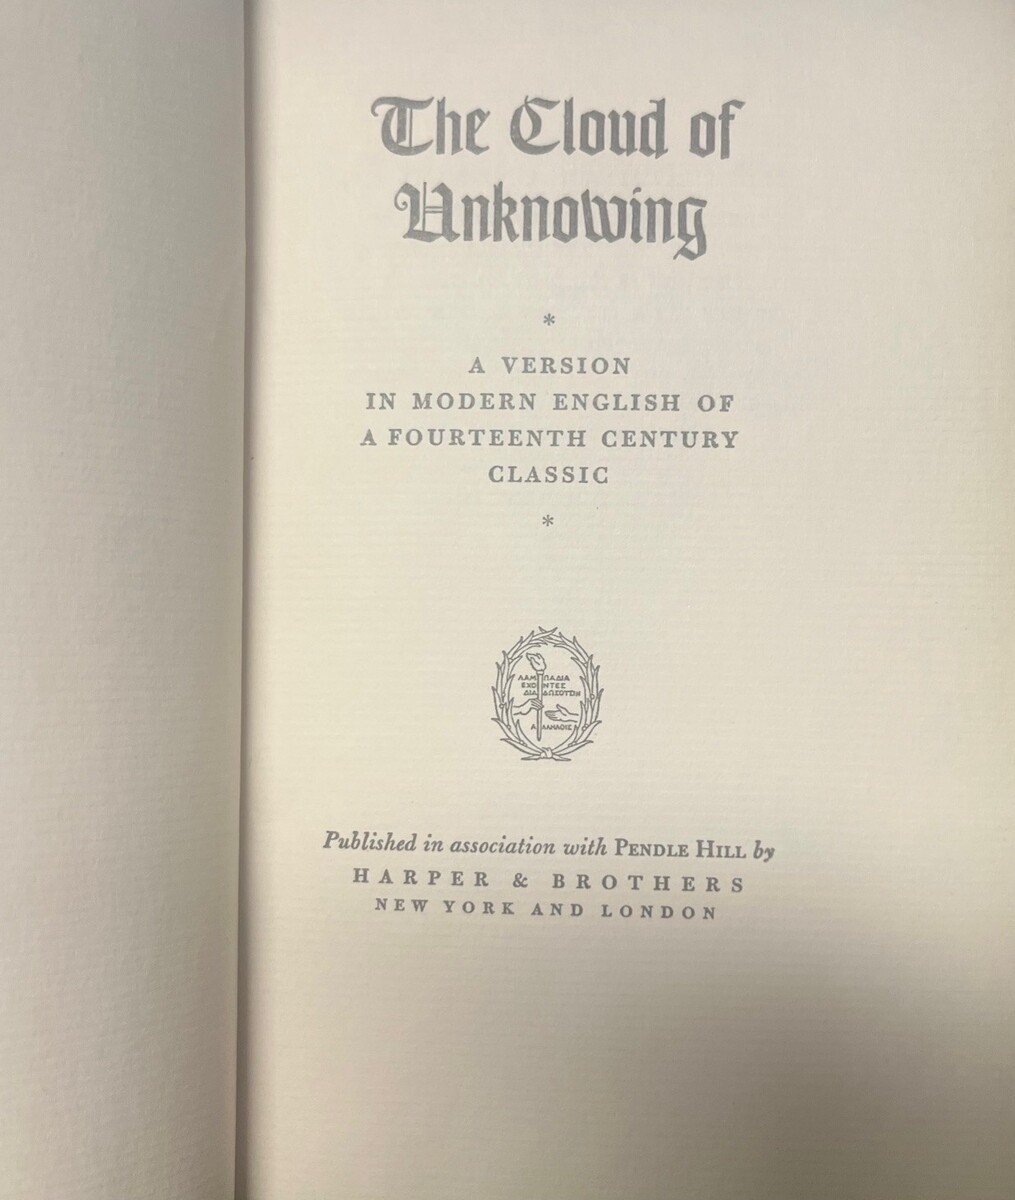 The Cloud of
Unknowing
*
A VERSION
IN MODERN ENGLISH OF
A FOURTEENTH CENTURY
CLASSIC
*
ΛΑΜΠΑΔΙΑ
ΕΧΟΝΤΕΣ
ΔΙΑΔΩΣΟΥΣΙΝ
ΑΛΛΗΛΟΙΣ
Published in association with PENDLE HILL by
HARPER & BROTHERS
NEW YORK AND LONDON